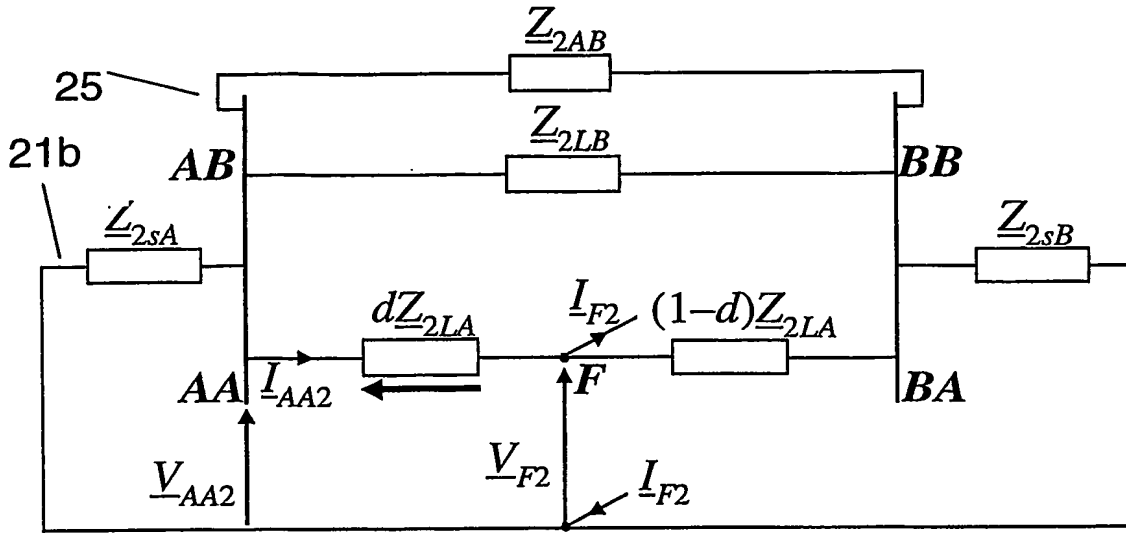 Z2AB
25
Z2LB
21b
AB
BB
Z2sA
Z2sB
dZ2LA
IF2
(1–d)Z2LA
AA
IAA2
F
BA
VAA2
VF2
IF2